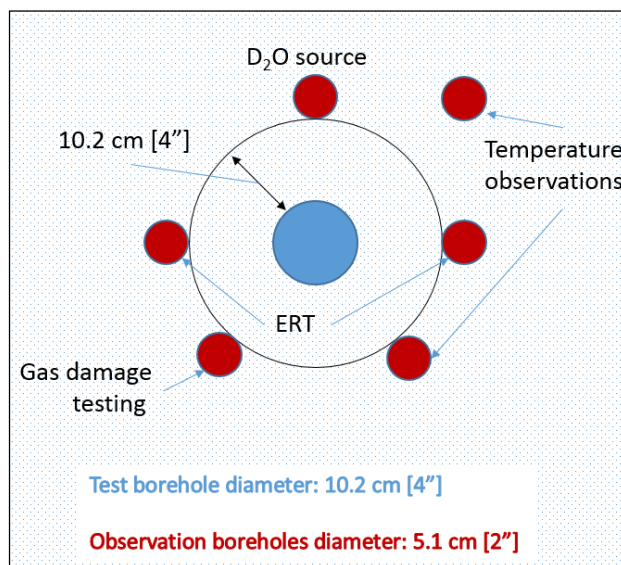 D₂O source
10.2 cm [4”]
Temperature
observations
ERT
Gas damage
testing
Test borehole diameter: 10.2 cm [4”]
Observation boreholes diameter: 5.1 cm [2”]